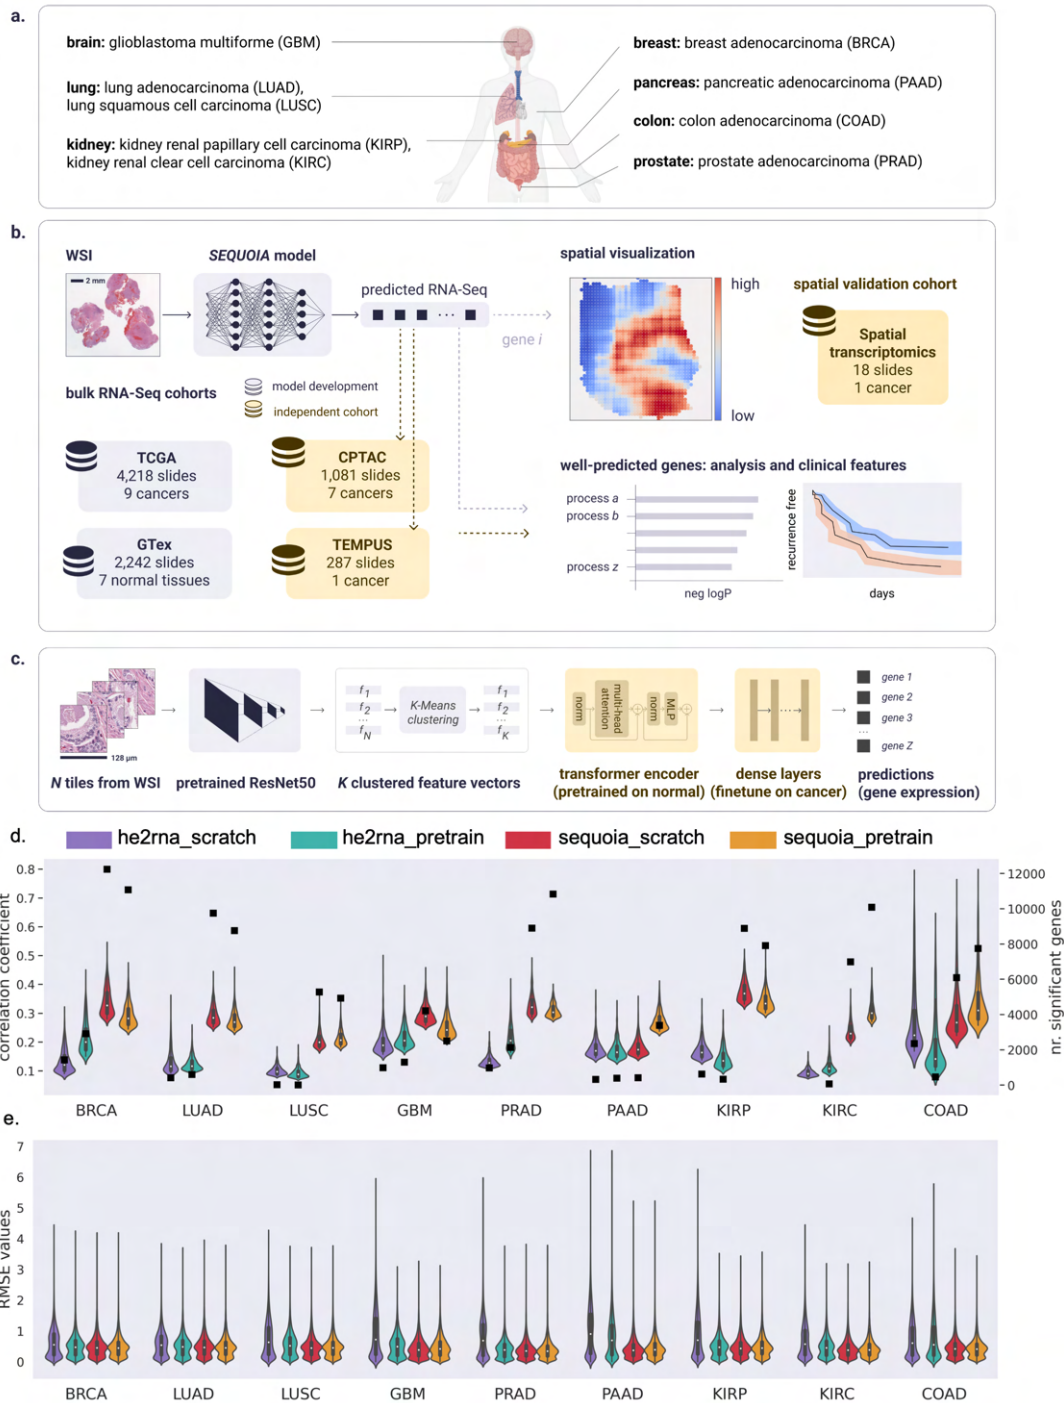 a.
brain: glioblastoma multiforme (GBM)
lung: lung adenocarcinoma (LUAD),
lung squamous cell carcinoma (LUSC)
kidney: kidney renal papillary cell carcinoma (KIRP),
kidney renal clear cell carcinoma (KIRC)
breast: breast adenocarcinoma (BRCA)
pancreas: pancreatic adenocarcinoma (PAAD)
colon: colon adenocarcinoma (COAD)
prostate: prostate adenocarcinoma (PRAD)
b.
WSI
2 mm
SEQUOIA model
predicted RNA-Seq
gene i
spatial visualization
high
low
spatial validation cohort
Spatial
transcriptomics
18 slides
1 cancer
bulk RNA-Seq cohorts
model development
independent cohort
TCGA
4,218 slides
9 cancers
CPTAC
1,081 slides
7 cancers
GTex
2,242 slides
7 normal tissues
TEMPUS
287 slides
1 cancer
well-predicted genes: analysis and clinical features
process a
process b
process z
neg logP
recurrence free
days
c.
128 µm
N tiles from WSI
pretrained ResNet50
f1
f2
...
fN
K-Means
clustering
f1
f2
...
fK
K clustered feature vectors
norm
multi-head
attention
norm
MLP
transformer encoder
(pretrained on normal)
dense layers
(finetune on cancer)
gene 1
gene 2
gene 3
...
gene Z
predictions
(gene expression)
d.
he2rna_scratch
he2rna_pretrain
sequoia_scratch
sequoia_pretrain
correlation coefficient
0.8
0.7
0.6
0.5
0.4
0.3
0.2
0.1
12000
10000
8000
6000
4000
2000
0
nr. significant genes
BRCA LUAD LUSC GBM PRAD PAAD KIRP KIRC COAD
e.
RMSE values
7
6
5
4
3
2
1
0
BRCA LUAD LUSC GBM PRAD PAAD KIRP KIRC COAD